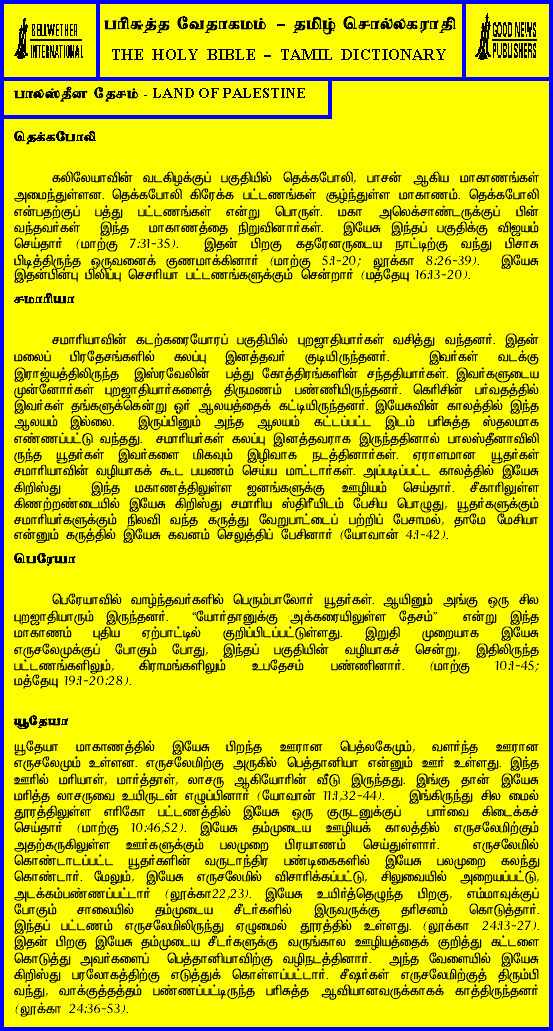 BELLWETHER
INTERNATIONAL
பரிசுத்த வேதாகமம் – தமிழ் சொல்லகராதி
THE HOLY BIBLE – TAMIL DICTIONARY
GOOD NEWS
PUBLISHERS
பாலஸ்தீன தேசம் - LAND OF PALESTINE
தெக்கபோலி
கலிலேயாவின் வடகிழக்குப் பகுதியில் தெக்கபோலி, பாசன் ஆகிய மாகாணங்கள்
அமைந்துள்ளன. தெக்கபோலி கிரேக்க பட்டணங்கள் சூழ்ந்துள்ள மாகாணம். தெக்கபோலி
என்பதற்குப் பத்து பட்டணங்கள் என்று பொருள். மகா அலெக்சாண்டருக்குப் பின்
வந்தவர்கள் இந்த மாகாணத்தை நிறுவினார்கள். இயேசு இந்தப் பகுதிக்கு விஜயம்
செய்தார் (மாற்கு 7:31-35). இதன் பிறகு கதரேனருடைய நாட்டிற்கு வந்து பிசாசு
பிடித்திருந்த ஒருவனைக் குணமாக்கினார் (மாற்கு 5:1-20; லூக்கா 8:26-39). இயேசு
இதன்பின்பு பிலிப்பு செசரியா பட்டணங்களுக்கும் சென்றார் (மத்தேயு 16:13-20).
சமாரியா
சமாரியாவின் கடற்கரையோரப் பகுதியில் புறஜாதியார்கள் வசித்து வந்தனர். இதன்
மலைப் பிரதேசங்களில் கலப்பு இனத்தவர் குடியிருந்தனர். இவர்கள் வடக்கு
இராஜ்யத்திலிருந்த இஸ்ரவேலின் பத்து கோத்திரங்களின் சந்ததியார்கள். இவர்களுடைய
முன்னோர்கள் புறஜாதியார்களைத் திருமணம் பண்ணியிருந்தனர். கெரிசின் பர்வதத்தில்
இவர்கள் தங்களுக்கென்று ஓர் ஆலயத்தைக் கட்டியிருந்தனர். இயேசுவின் காலத்தில் இந்த
ஆலயம் இல்லை. இருப்பினும் அந்த ஆலயம் கட்டப்பட்ட இடம் பரிசுத்த ஸ்தலமாக
எண்ணப்பட்டு வந்தது. சமாரியர்கள் கலப்பு இனத்தவராக இருந்ததினால் பாலஸ்தீனாவிலி
ருந்த யூதர்கள் இவர்களை மிகவும் இழிவாக நடத்தினார்கள். ஏராளமான யூதர்கள்
சமாரியாவின் வழியாகக் கூட பயணம் செய்ய மாட்டார்கள். அப்படிப்பட்ட காலத்தில் இயேசு
கிறிஸ்து இந்த மகாணத்திலுள்ள ஜனங்களுக்கு ஊழியம் செய்தார். சீகாரிலுள்ள
கிணற்றண்டையில் இயேசு கிறிஸ்து சமாரிய ஸ்திரீயிடம் பேசிய பொழுது, யூதர்களுக்கும்
சமாரியர்களுக்கும் நிலவி வந்த கருத்து வேறுபாட்டைப் பற்றிப் பேசாமல், தாமே மேசியா
என்னும் கருத்தில் இயேசு கவனம் செலுத்திப் பேசினார் (யோவான் 4:1-42).
பெரேயா
பெரேயாவில் வாழ்ந்தவர்களில் பெரும்பாலோர் யூதர்கள். ஆயினும் அங்கு ஒரு சில
புறஜாதியாரும் இருந்தனர். “யோர்தானுக்கு அக்கரையிலுள்ள தேசம்” என்று இந்த
மாகாணம் புதிய ஏற்பாட்டில் குறிப்பிடப்பட்டுள்ளது. இறுதி முறையாக இயேசு
எருசலேமுக்குப் போகும் போது, இந்தப் பகுதியின் வழியாகச் சென்று, இதிலிருந்த
பட்டணங்களிலும், கிராமங்களிலும் உபதேசம் பண்ணினார். (மாற்கு 10:1-45;
மத்தேயு 19:1-20:28).
யூதேயா
யூதேயா மாகாணத்தில் இயேசு பிறந்த ஊரான பெத்லகேமும், வளர்ந்த ஊரான
எருசலேமும் உள்ளன. எருசலேமிற்கு அருகில் பெத்தானியா என்னும் ஊர் உள்ளது. இந்த
ஊரில் மரியாள், மார்த்தாள், லாசரு ஆகியோரின் வீடு இருந்தது. இங்கு தான் இயேசு
மரித்த லாசருவை உயிருடன் எழுப்பினார் (யோவான் 11:1,32-44). இங்கிருந்து சில மைல்
தூரத்திலுள்ள எரிகோ பட்டணத்தில் இயேசு ஒரு குருடனுக்குப் பார்வை கிடைக்கச்
செய்தார் (மாற்கு 10:46,52). இயேசு தம்முடைய ஊழியக் காலத்தில் எருசலேமிற்கும்
அதற்கருகிலுள்ள ஊர்களுக்கும் பலமுறை பிரயாணம் செய்துள்ளார். எருசலேமில்
கொண்டாடப்பட்ட யூதர்களின் வருடாந்திர பண்டிகைகளில் இயேசு பலமுறை கலந்து
கொண்டார். மேலும், இயேசு எருசலேமில் விசாரிக்கப்பட்டு, சிலுவையில் அறையப்பட்டு,
அடக்கம்பண்ணப்பட்டார் (லூக்கா22,23). இயேசு உயிர்த்தெழுந்த பிறகு, எம்மாவுக்குப்
போகும் சாலையில் தம்முடைய சீடர்களில் இருவருக்கு தரிசனம் கொடுத்தார்.
இந்தப் பட்டணம் எருசலேமிலிருந்து ஏழுமைல் தூரத்தில் உள்ளது. (லூக்கா 24:13-27).
இதன் பிறகு இயேசு தம்முடைய சீடர்களுக்கு வருங்கால ஊழியத்தைக் குறித்து கட்டளை
கொடுத்து அவர்களைப் பெத்தானியாவிற்கு வழிநடத்தினார். அந்த வேளையில் இயேசு
கிறிஸ்து பரலோகத்திற்கு எடுத்துக் கொள்ளப்பட்டார். சீஷர்கள் எருசலேமிற்குத் திரும்பி
வந்து, வாக்குத்தத்தம் பண்ணப்பட்டிருந்த பரிசுத்த ஆவியானவருக்காகக் காத்திருந்தனர்
(லூக்கா 24:36-53).